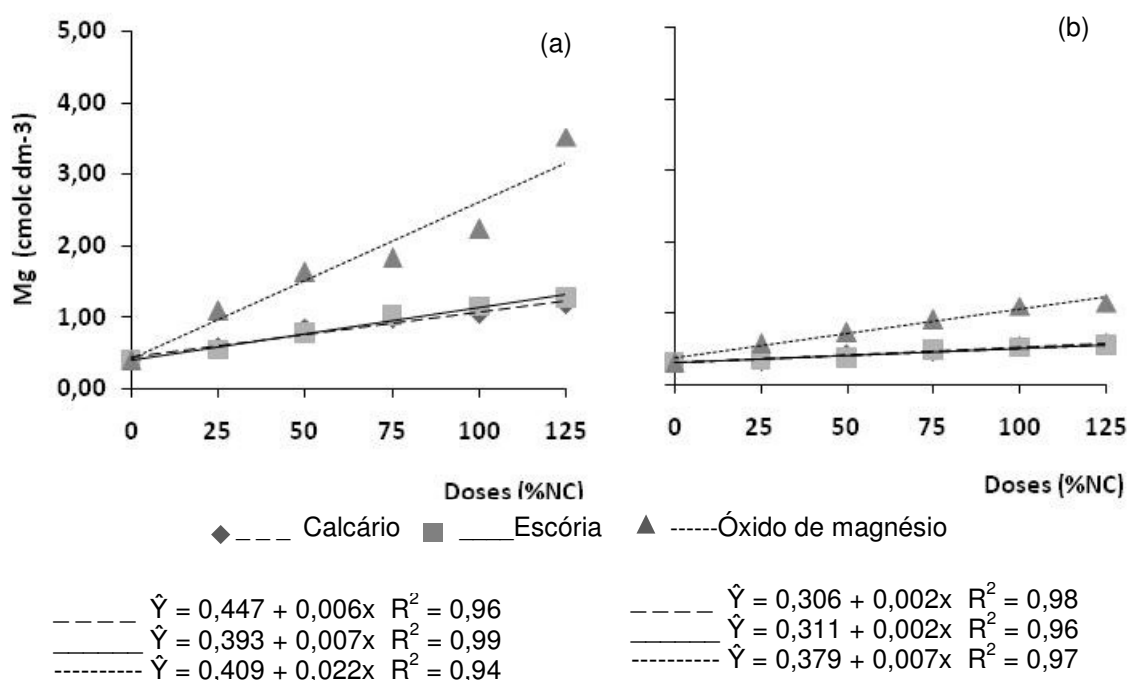 5,00
4,00
3,00
2,00
1,00
0,00
Mg (cmolc dm-3)
(a)
0 25 50 75 100 125
Doses (%NC)
(b)
0 25 50 75 100 125
Doses (%NC)
Calcário Escória Óxido de magnésio
Ŷ = 0,447 + 0,006x R² = 0,96
Ŷ = 0,393 + 0,007x R² = 0,99
Ŷ = 0,409 + 0,022x R² = 0,94
Ŷ = 0,306 + 0,002x R² = 0,98
Ŷ = 0,311 + 0,002x R² = 0,96
Ŷ = 0,379 + 0,007x R² = 0,97